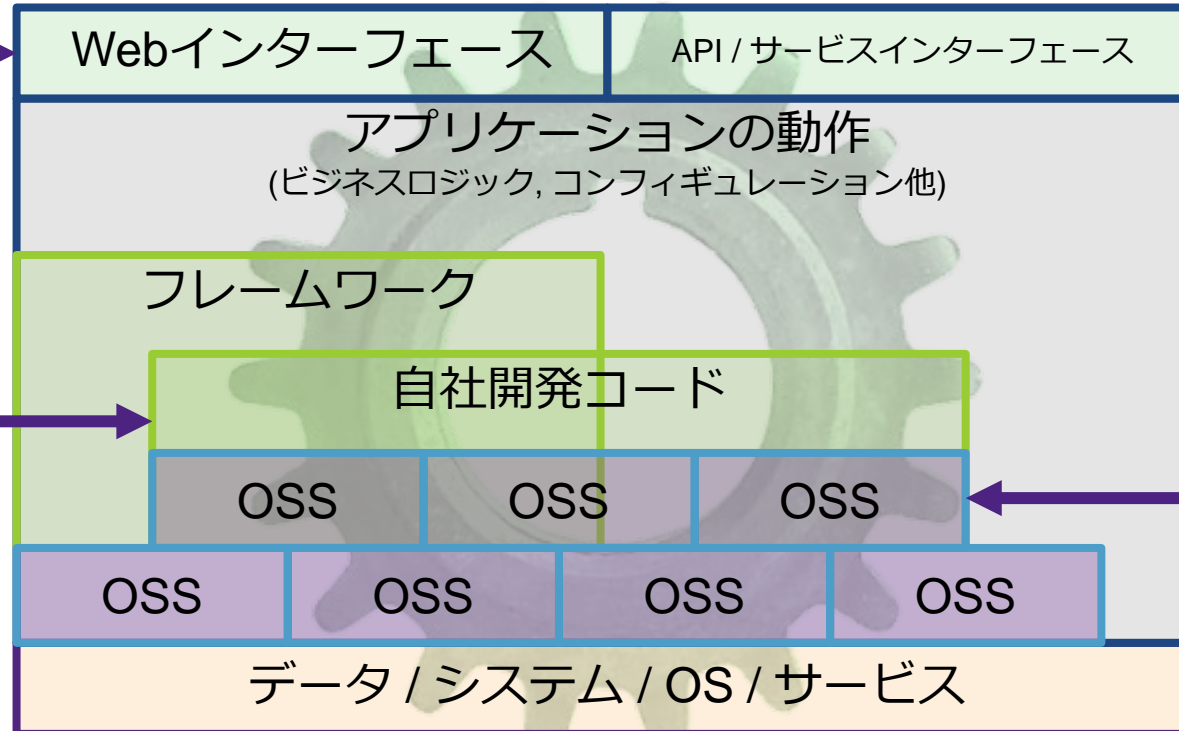 Webインターフェース
API / サービスインターフェース
アプリケーションの動作
(ビジネスロジック, コンフィギュレーション他)
フレームワーク
自社開発コード
OSS
OSS
OSS
OSS
OSS
OSS
OSS
データ / システム / OS / サービス